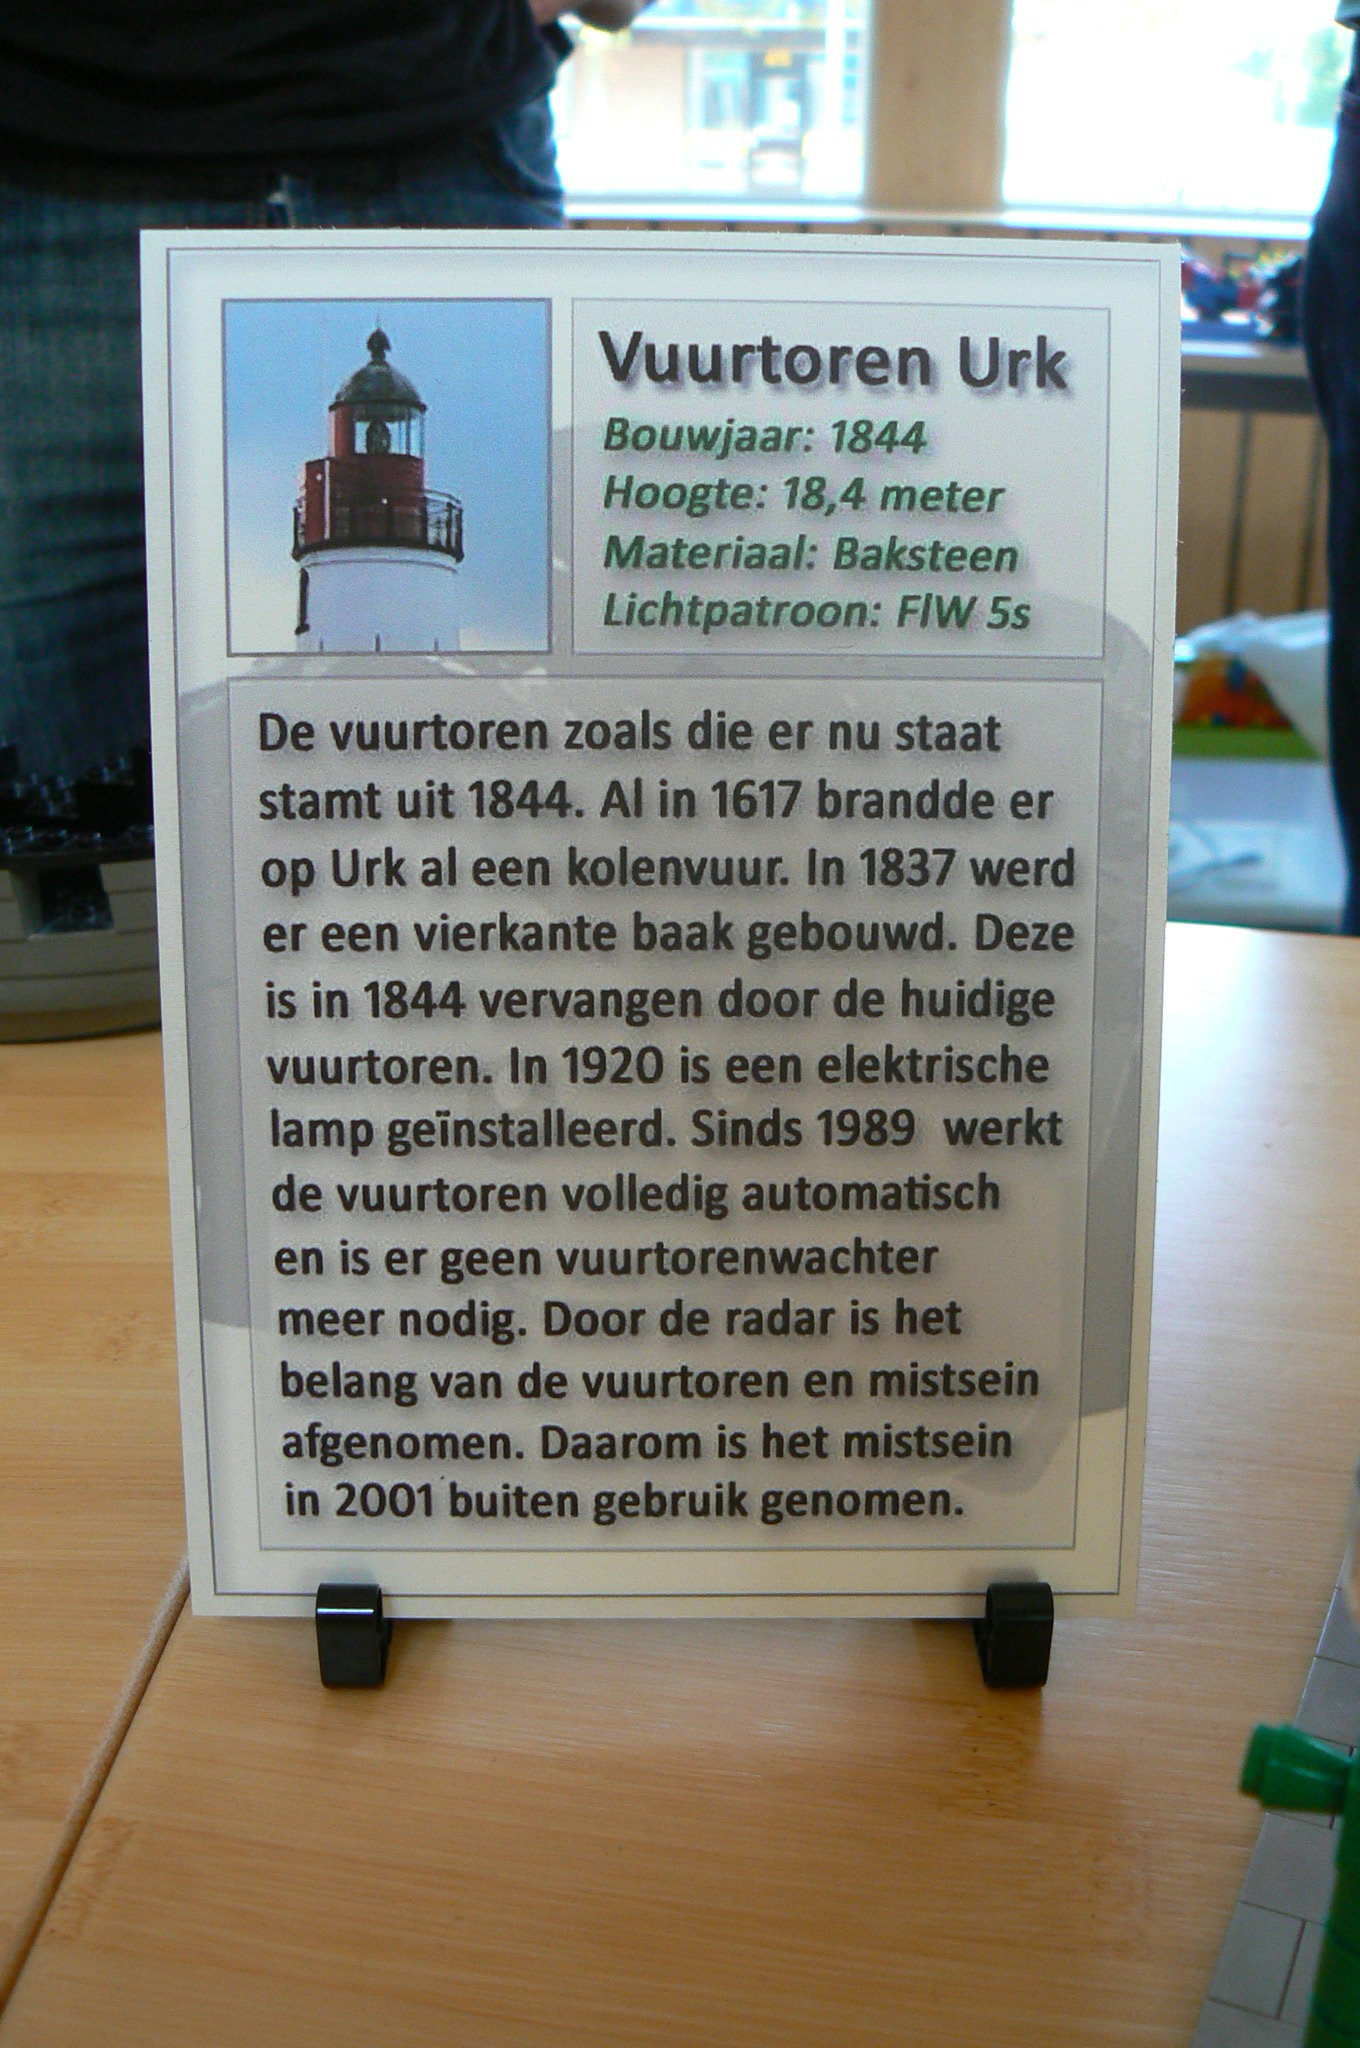 Vuurtoren Urk
Bouwjaar: 1844
Hoogte: 18,4 meter
Materiaal: Baksteen
Lichtpatroon: FlW 5s
De vuurtoren zoals die er nu staat
stamt uit 1844. Al in 1617 brandde er
op Urk al een kolenvuur. In 1837 werd
er een vierkante baak gebouwd. Deze
is in 1844 vervangen door de huidige
vuurtoren. In 1920 is een elektrische
lamp geïnstalleerd. Sinds 1989 werkt
de vuurtoren volledig automatisch
en is er geen vuurtorenwachter
meer nodig. Door de radar is het
belang van de vuurtoren en mistsein
afgenomen. Daarom is het mistsein
in 2001 buiten gebruik genomen.